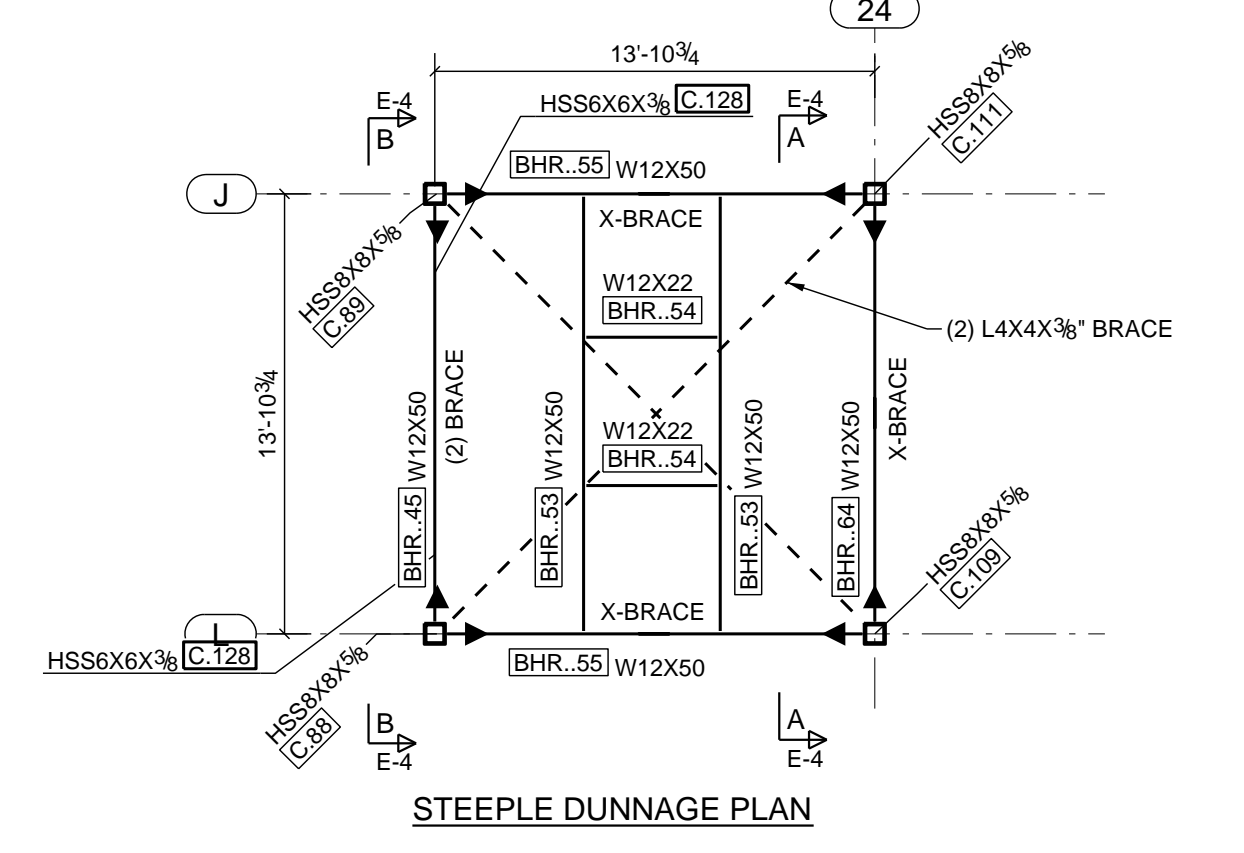 24
13'-10¾
E-4
B
HSS6X6X⅜ C.128
E-4
A
HSS8X8X⅝
C.111
BHR..55 W12X50
J
X-BRACE
HSS8X8X⅝
C.89
W12X22
BHR..54
(2) L4X4X⅜" BRACE
13'-10¾
(2) BRACE
X-BRACE
W12X22
BHR..54
BHR..45 W12X50
BHR..53 W12X50
BHR..53 W12X50
BHR..64 W12X50
HSS8X8X⅝
C.109
X-BRACE
L
HSS6X6X⅜ C.128
BHR..55 W12X50
HSS8X8X⅝
C.88
B
E-4
A
E-4
STEEPLE DUNNAGE PLAN